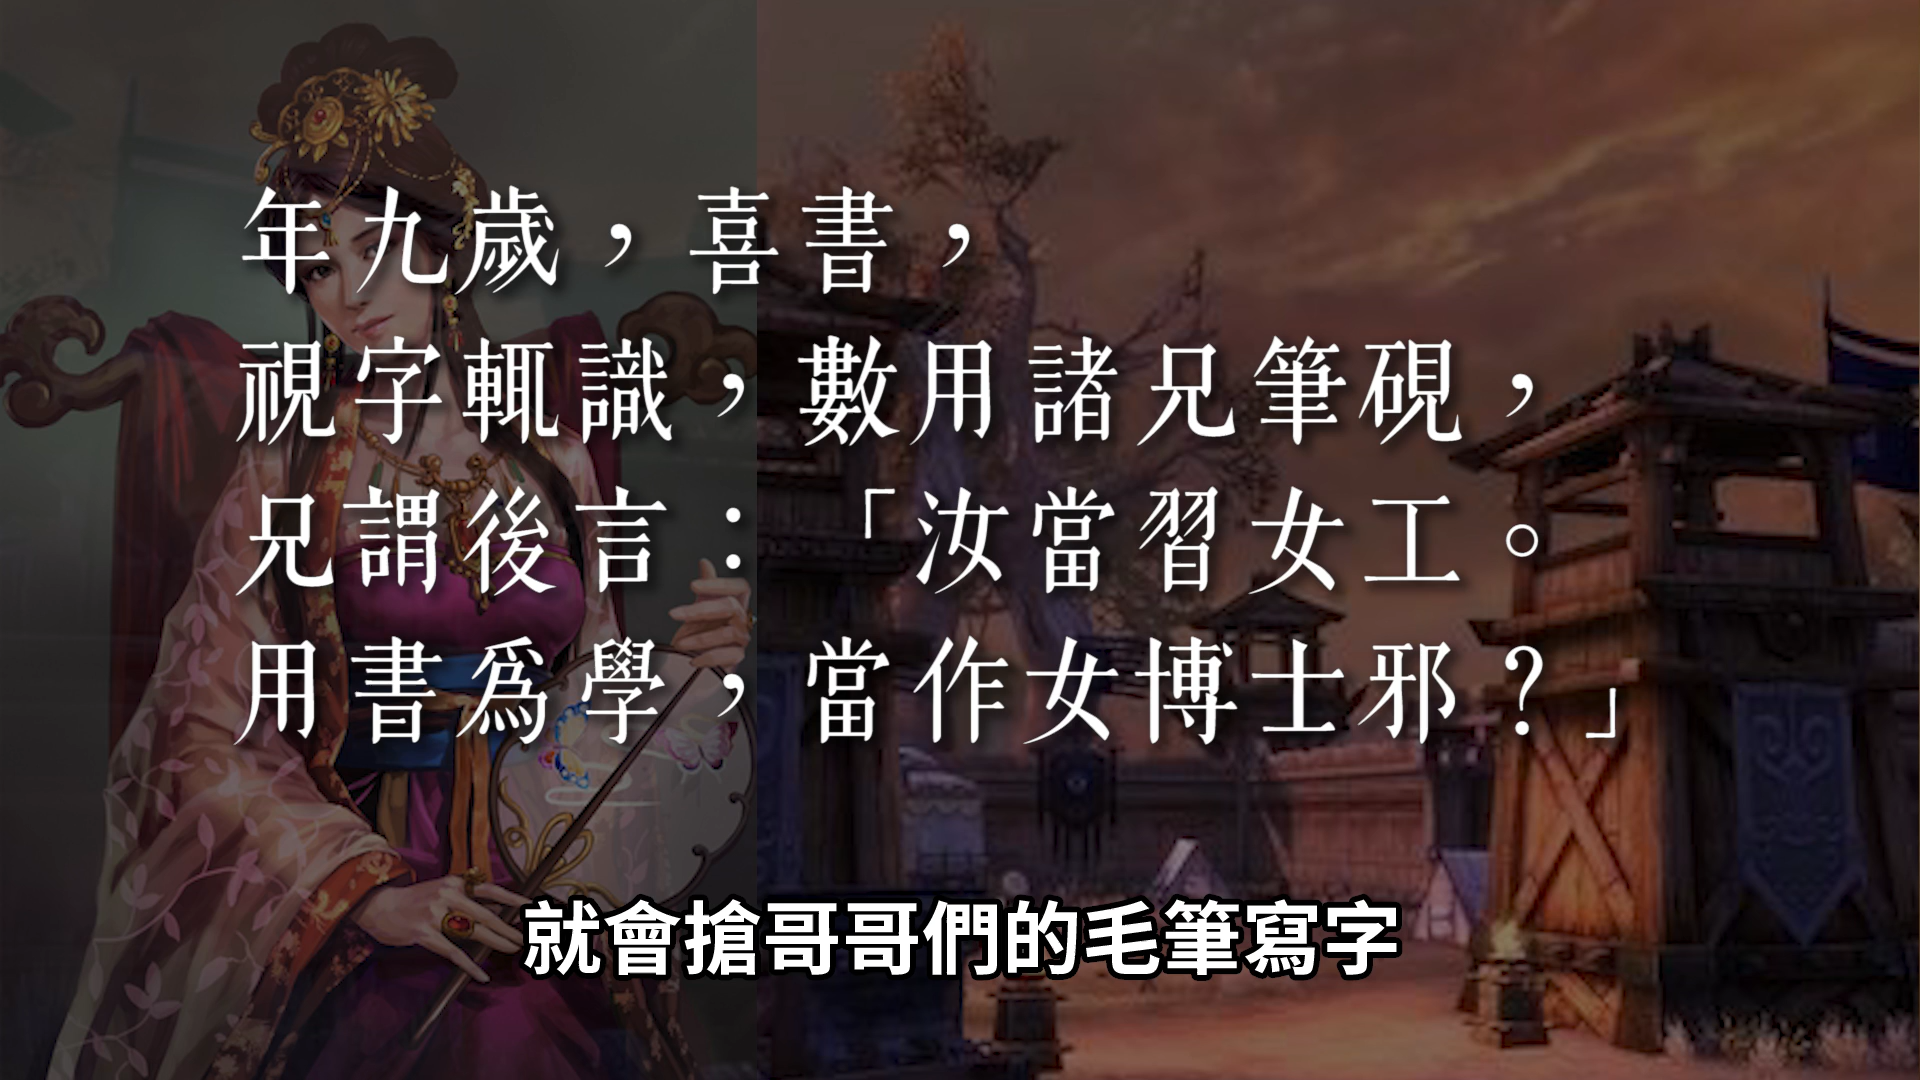 年九歲，喜書，
視字輒識，數用諸兄筆硯，
兄謂後言：「汝當習女工。
用書爲學，當作女博士邪？」
就會搶哥哥們的毛筆寫字